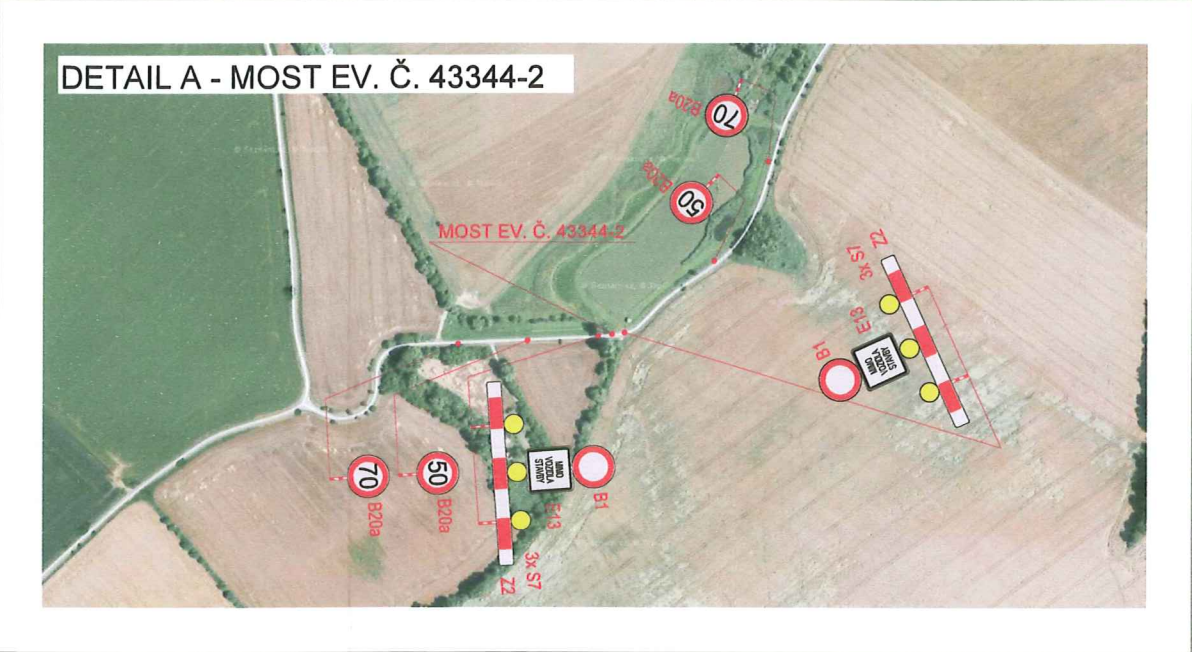 DETAIL A - MOST EV. Č. 43344-2
70
B20a
50
B20a
MOST EV. Č. 43344-2
Z2
3x S7
E13
MIMO
VOZIDLA
STAVBY
B1
70
B20a
50
B20a
MIMO
VOZIDLA
STAVBY
E13
B1
3x S7
Z2